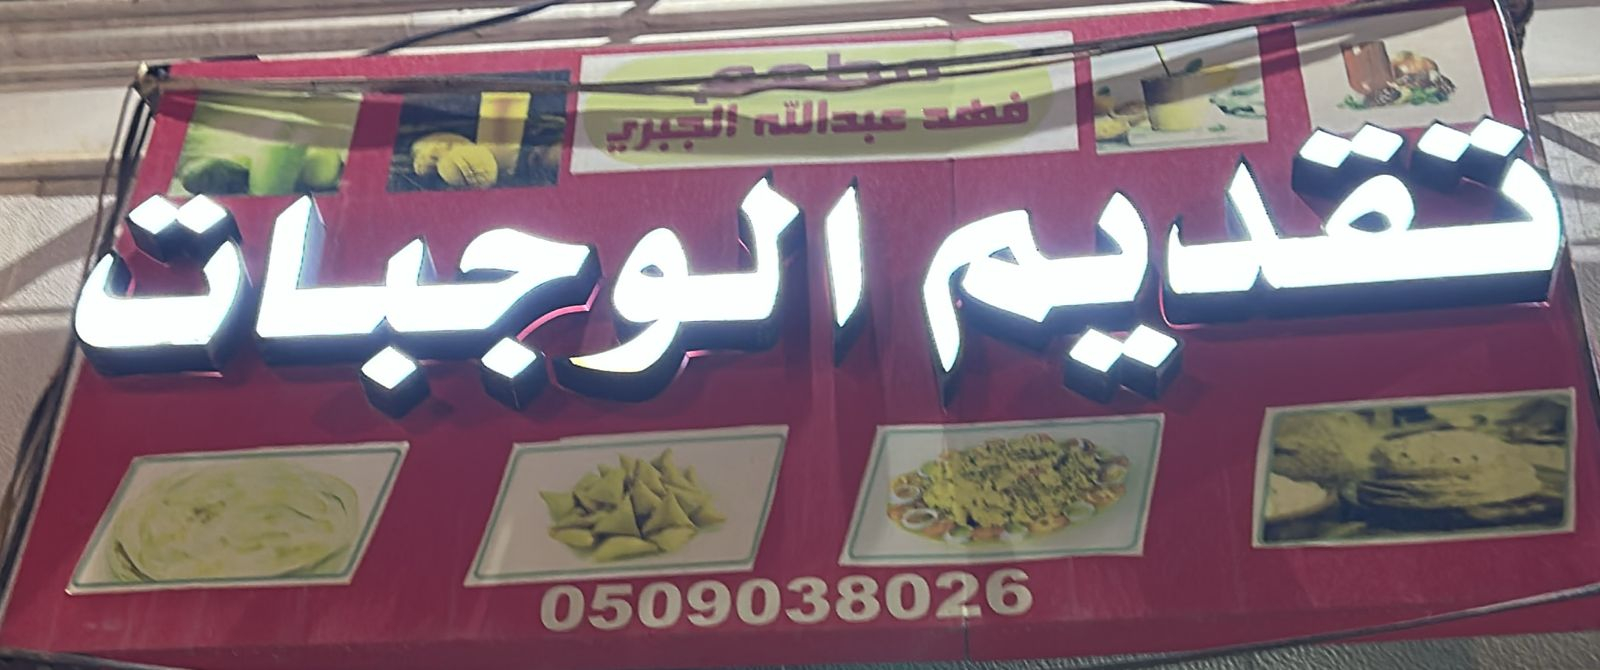 مطعم
فهد عبدالله الجبري
تقديم الوجبات
0509038026